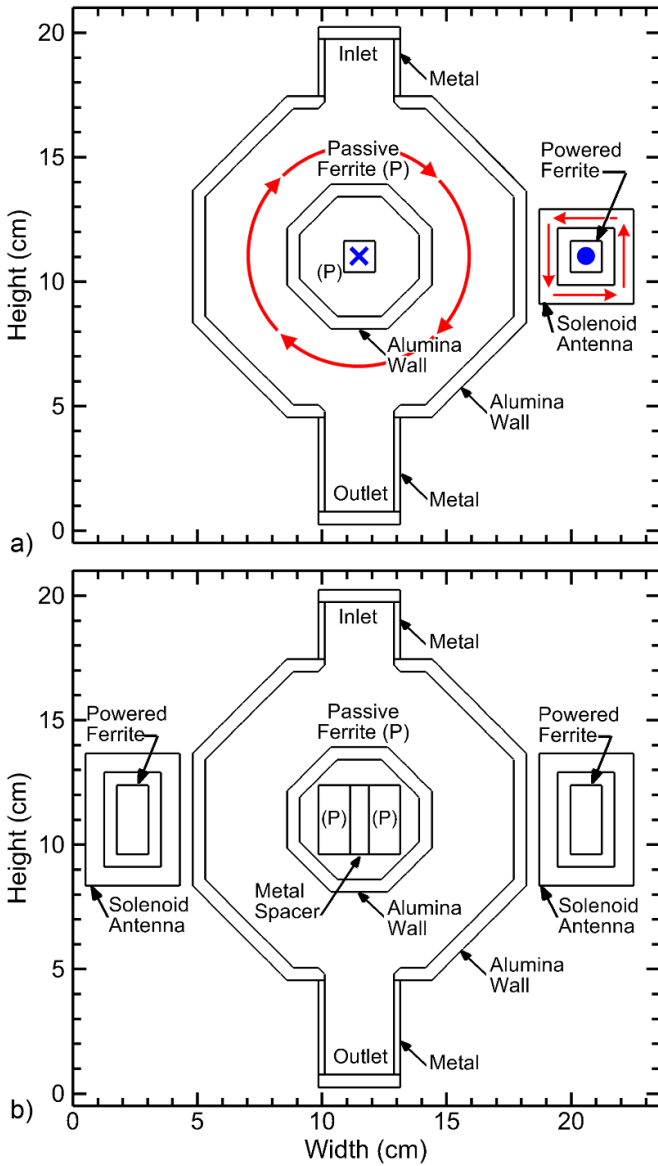 20
Inlet
Metal
15
Passive
Ferrite (P)
Powered
Ferrite
Height (cm)
10
(P)
Solenoid
Antenna
Alumina
Wall
Alumina
Wall
5
Outlet
Metal
0
a)
20
Inlet
Metal
15
Powered
Ferrite
Passive
Ferrite (P)
Powered
Ferrite
Height (cm)
10
(P)
(P)
Solenoid
Antenna
Metal
Spacer
Alumina
Wall
Solenoid
Antenna
Alumina
Wall
5
Outlet
Metal
0
b)
0
5
10
15
20
Width (cm)